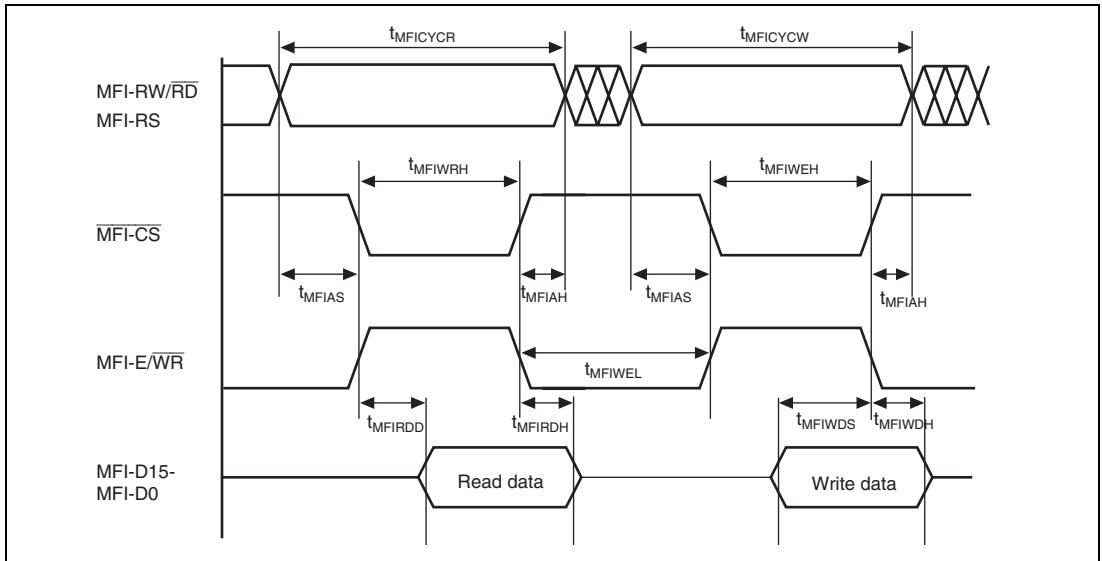 tMFICYCR tMFICYCW
MFI-RW/RD
MFI-RS
tMFIWRH tMFIWEH
MFI-CS
tMFIAS tMFIAH tMFIAS tMFIAH
MFI-E/WR
tMFIWEL
tMFIRDD tMFIRDH tMFIWDS tMFIWDH
MFI-D15-
MFI-D0
Read data Write data